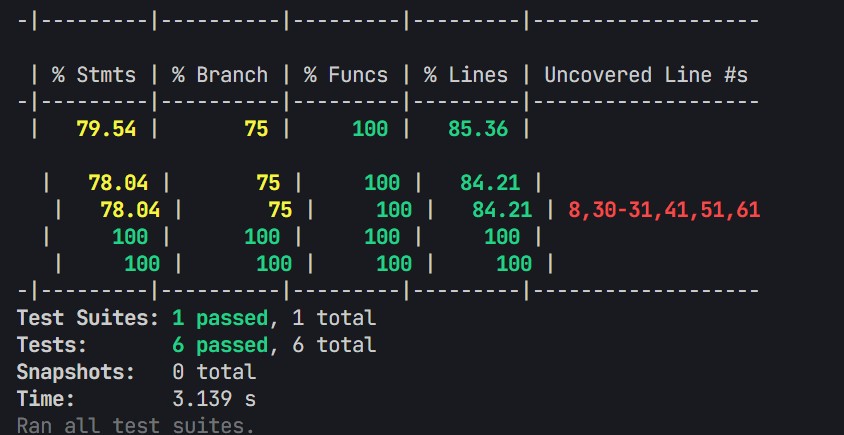 -|---------|----------|---------|---------|-------------------
 | % Stmts | % Branch | % Funcs | % Lines | Uncovered Line #s
-|---------|----------|---------|---------|-------------------
 |   79.54 |       75 |     100 |   85.36 |
  |   78.04 |       75 |     100 |   84.21 |
   |   78.04 |       75 |     100 |   84.21 | 8,30-31,41,51,61
  |     100 |      100 |     100 |     100 |
   |     100 |      100 |     100 |     100 |
-|---------|----------|---------|---------|-------------------
Test Suites: 1 passed, 1 total
Tests:       6 passed, 6 total
Snapshots:   0 total
Time:        3.139 s
Ran all test suites.